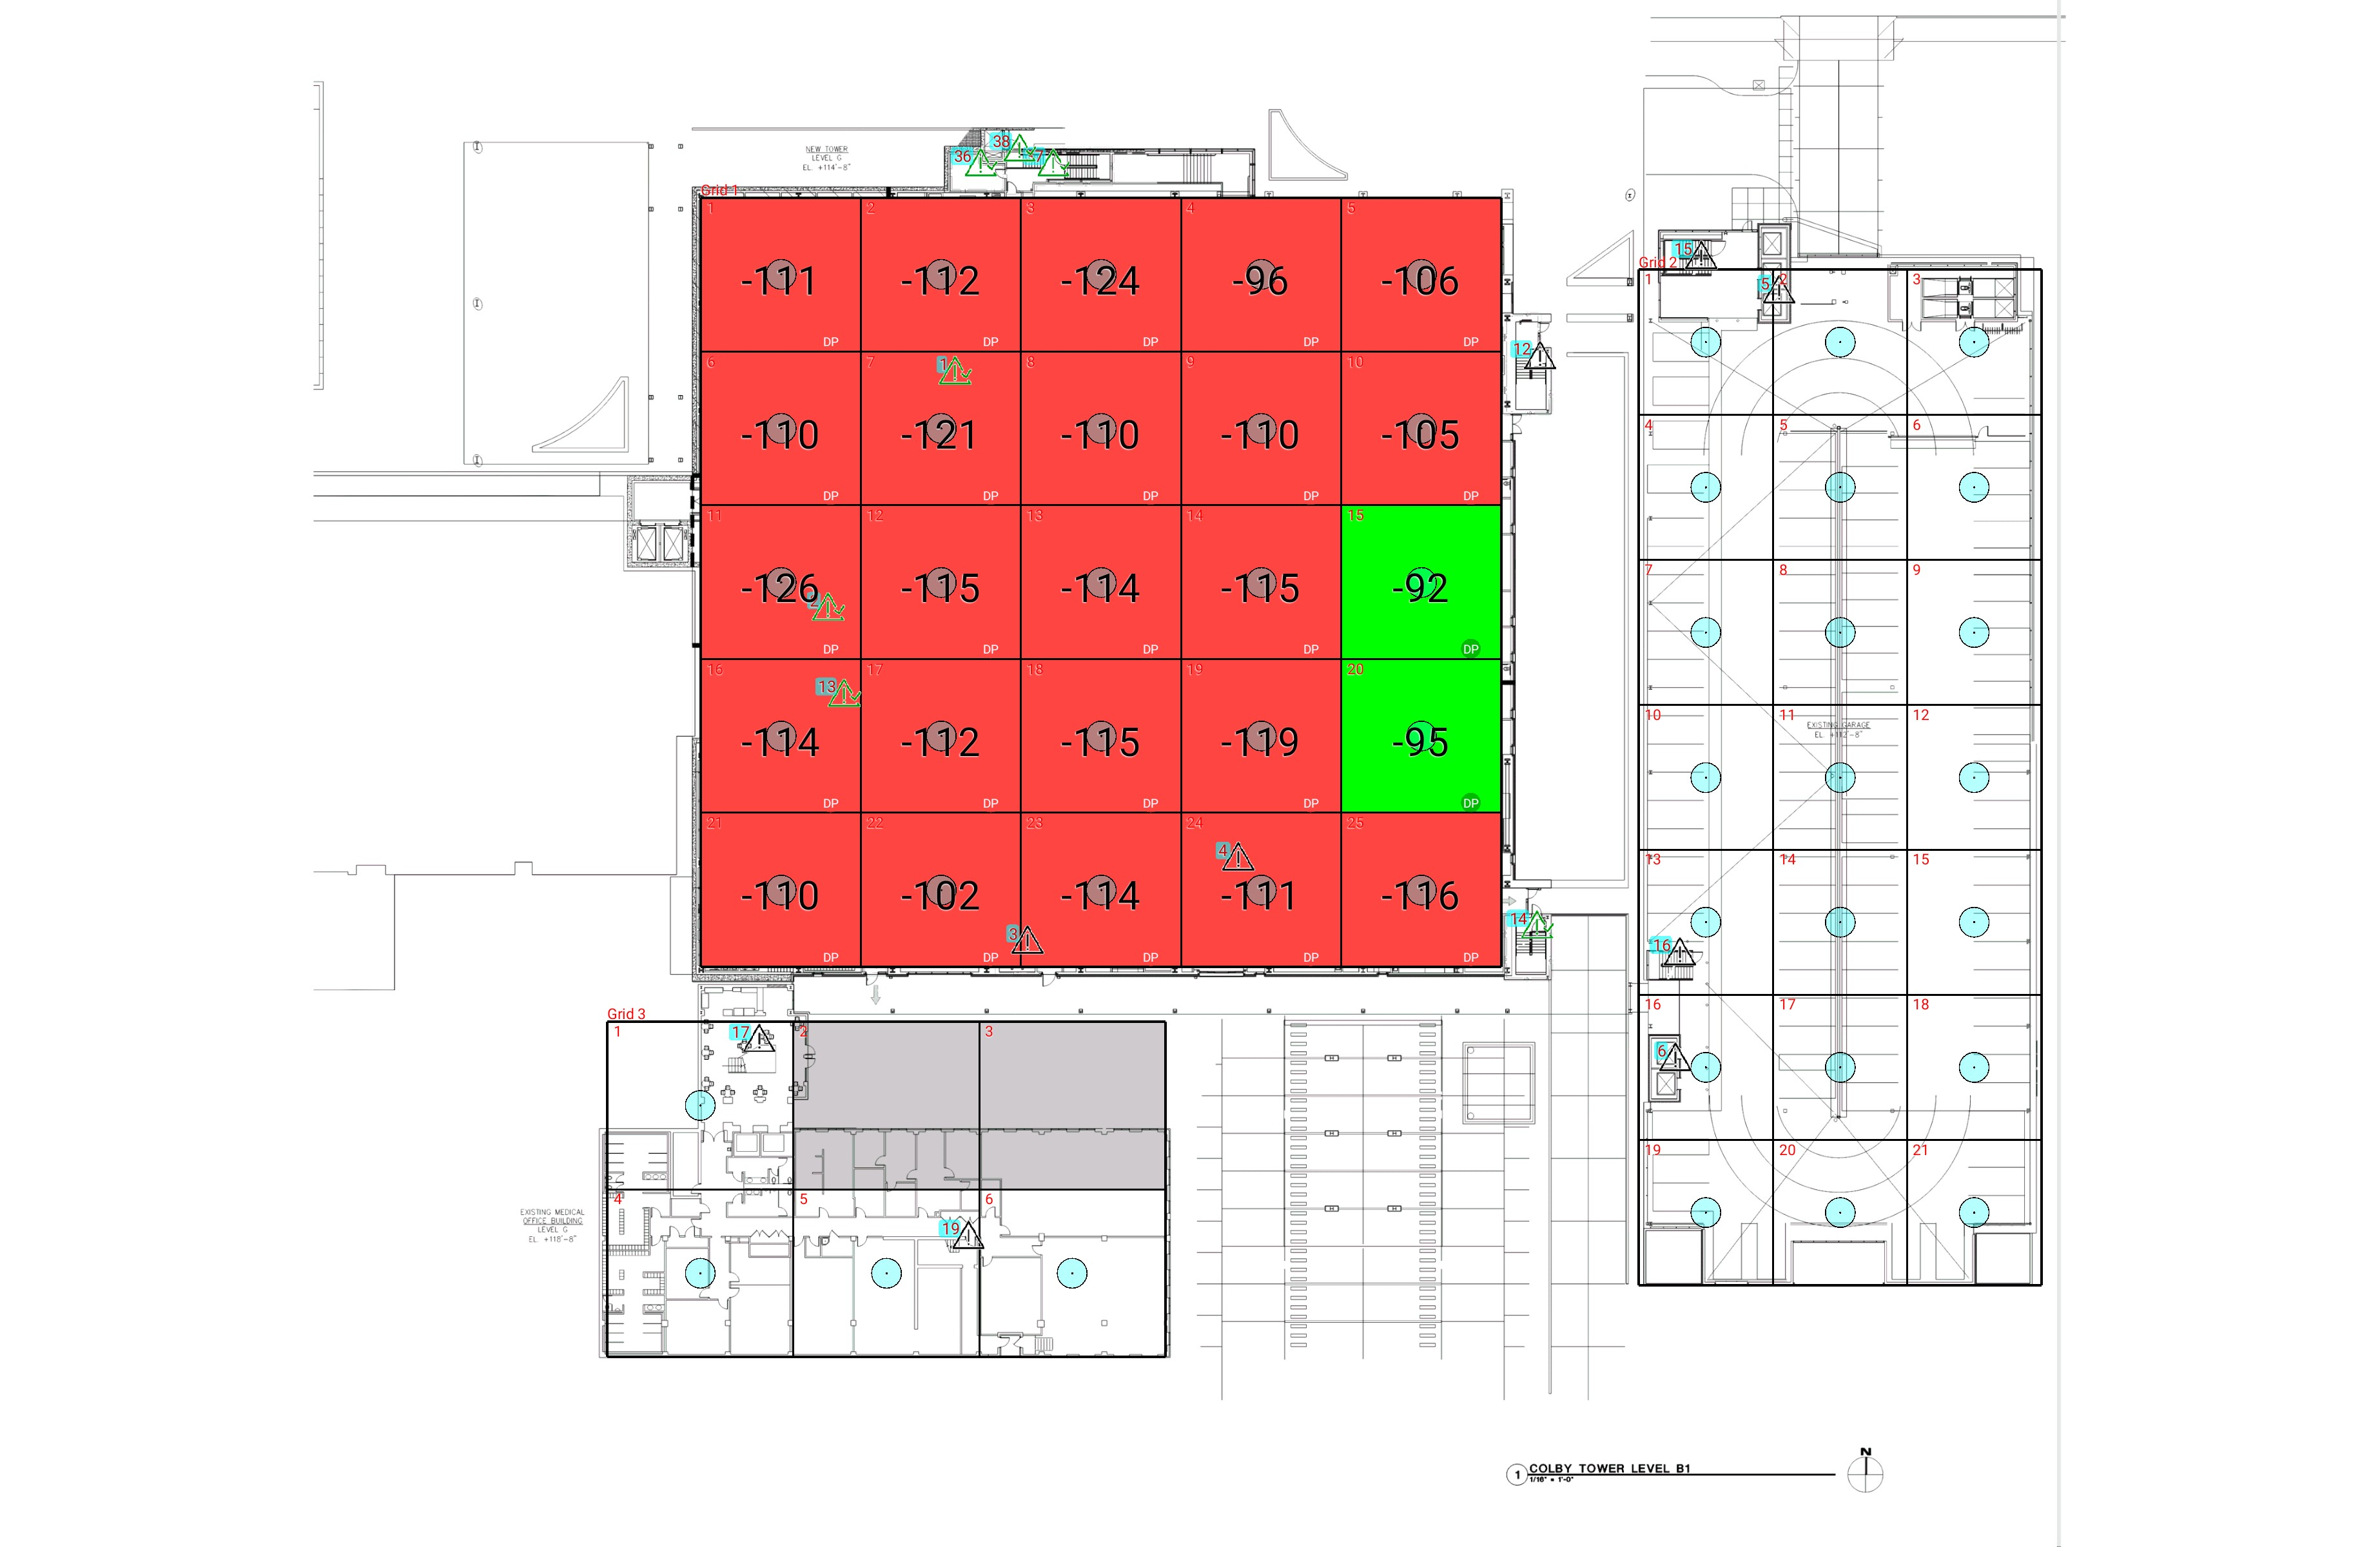 NEW TOWER
LEVEL G
EL. +114'-8"
36
38
Grid 1
1 2 3 4 5
-111 -112 -124 -96 -106
DP DP DP DP DP
12
6 7 8 9 10
1
-110 -121 -110 -110 -105
DP DP DP DP DP
11 12 13 14 15
-126 -115 -114 -115 -92
2
DP DP DP DP DP
16 17 18 19 20
13
-114 -112 -115 -119 -95
DP DP DP DP DP
21 22 23 24 25
4
-110 -102 -114 -111 -116
3
14
DP DP DP DP DP
15
Grid 2
1 2 3
5
4 5 6
7 8 9
10 11 12
EXISTING GARAGE
EL. +112'-8"
13 14 15
16
16 17 18
6
19 20 21
Grid 3
1 2 3
17
4 5 6
19
EXISTING MEDICAL
OFFICE BUILDING
LEVEL G
EL. +118'-8"
N
1 COLBY TOWER LEVEL B1
1/16" = 1'-0"